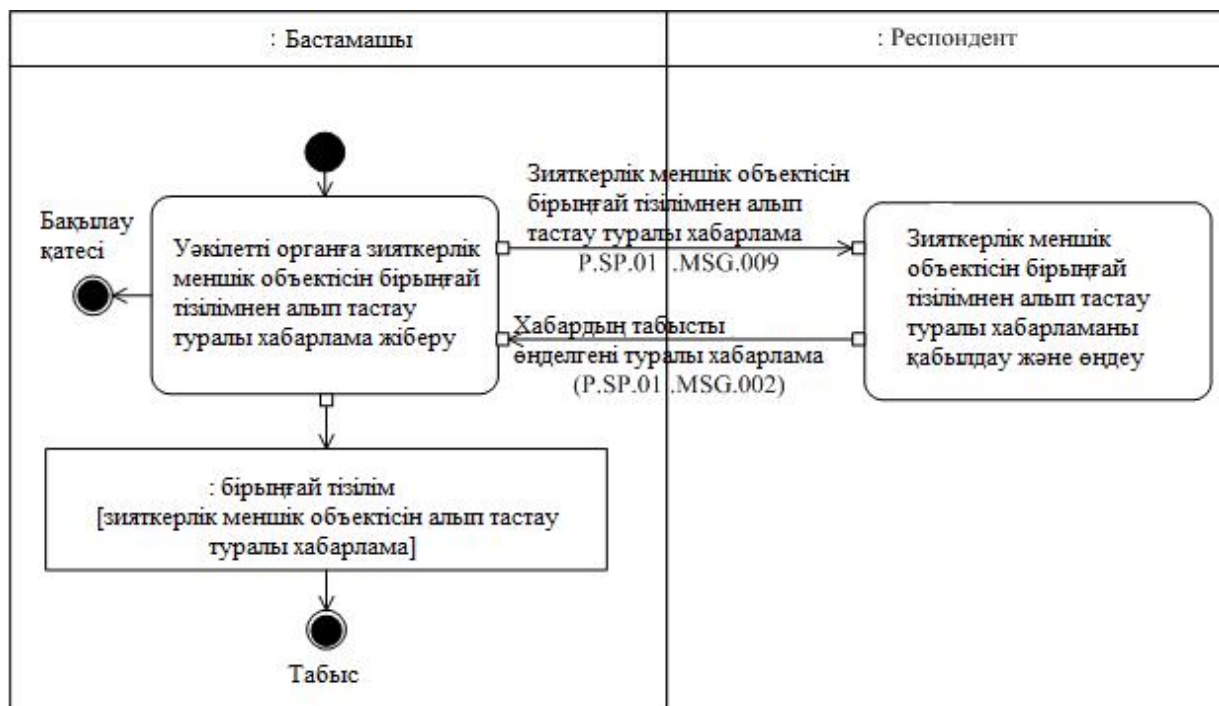 : Бастамашы
: Респондент
Бақылау
қатесі
Уәкілетті органға зияткерлік
меншік объектісін бірыңғай
тізілімнен алып тастау
туралы хабарлама жіберу
Зияткерлік меншік объектісін
бірыңғай тізілімнен алып
тастау туралы хабарлама
P.SP.01 .MSG.009
Хабардың табысты
өңделгені туралы хабарлама
(P.SP.01 .MSG.002)
Зияткерлік меншік
объектісін бірыңғай
тізілімнен алып тастау
туралы хабарламаны
қабылдау және өңдеу
: бірыңғай тізілім
[зияткерлік меншік объектісін алып тастау
туралы хабарлама]
Табыс